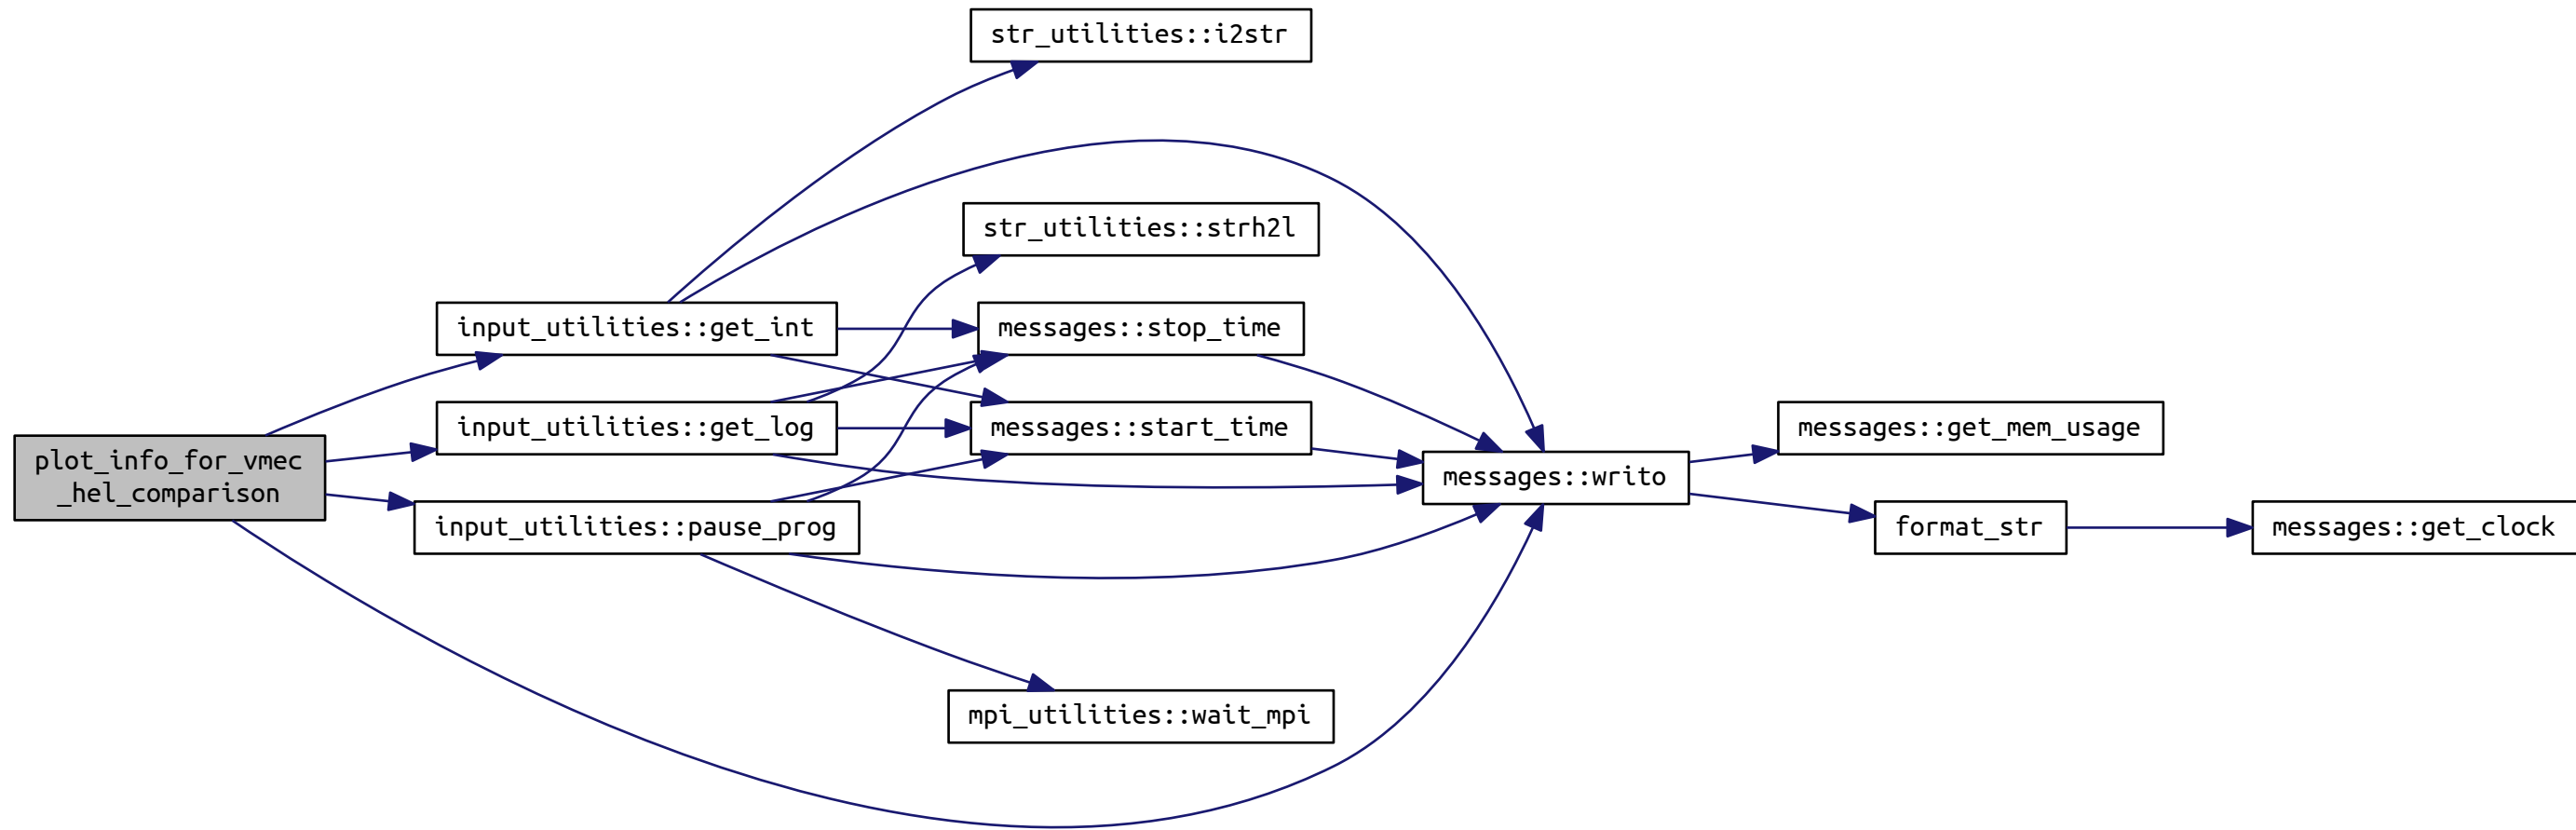 str_utilities::i2str
str_utilities::strh2l
input_utilities::get_int
messages::stop_time
input_utilities::get_log
messages::start_time
messages::get_mem_usage
plot_info_for_vmec
_hel_comparison
messages::writo
input_utilities::pause_prog
format_str
messages::get_clock
mpi_utilities::wait_mpi